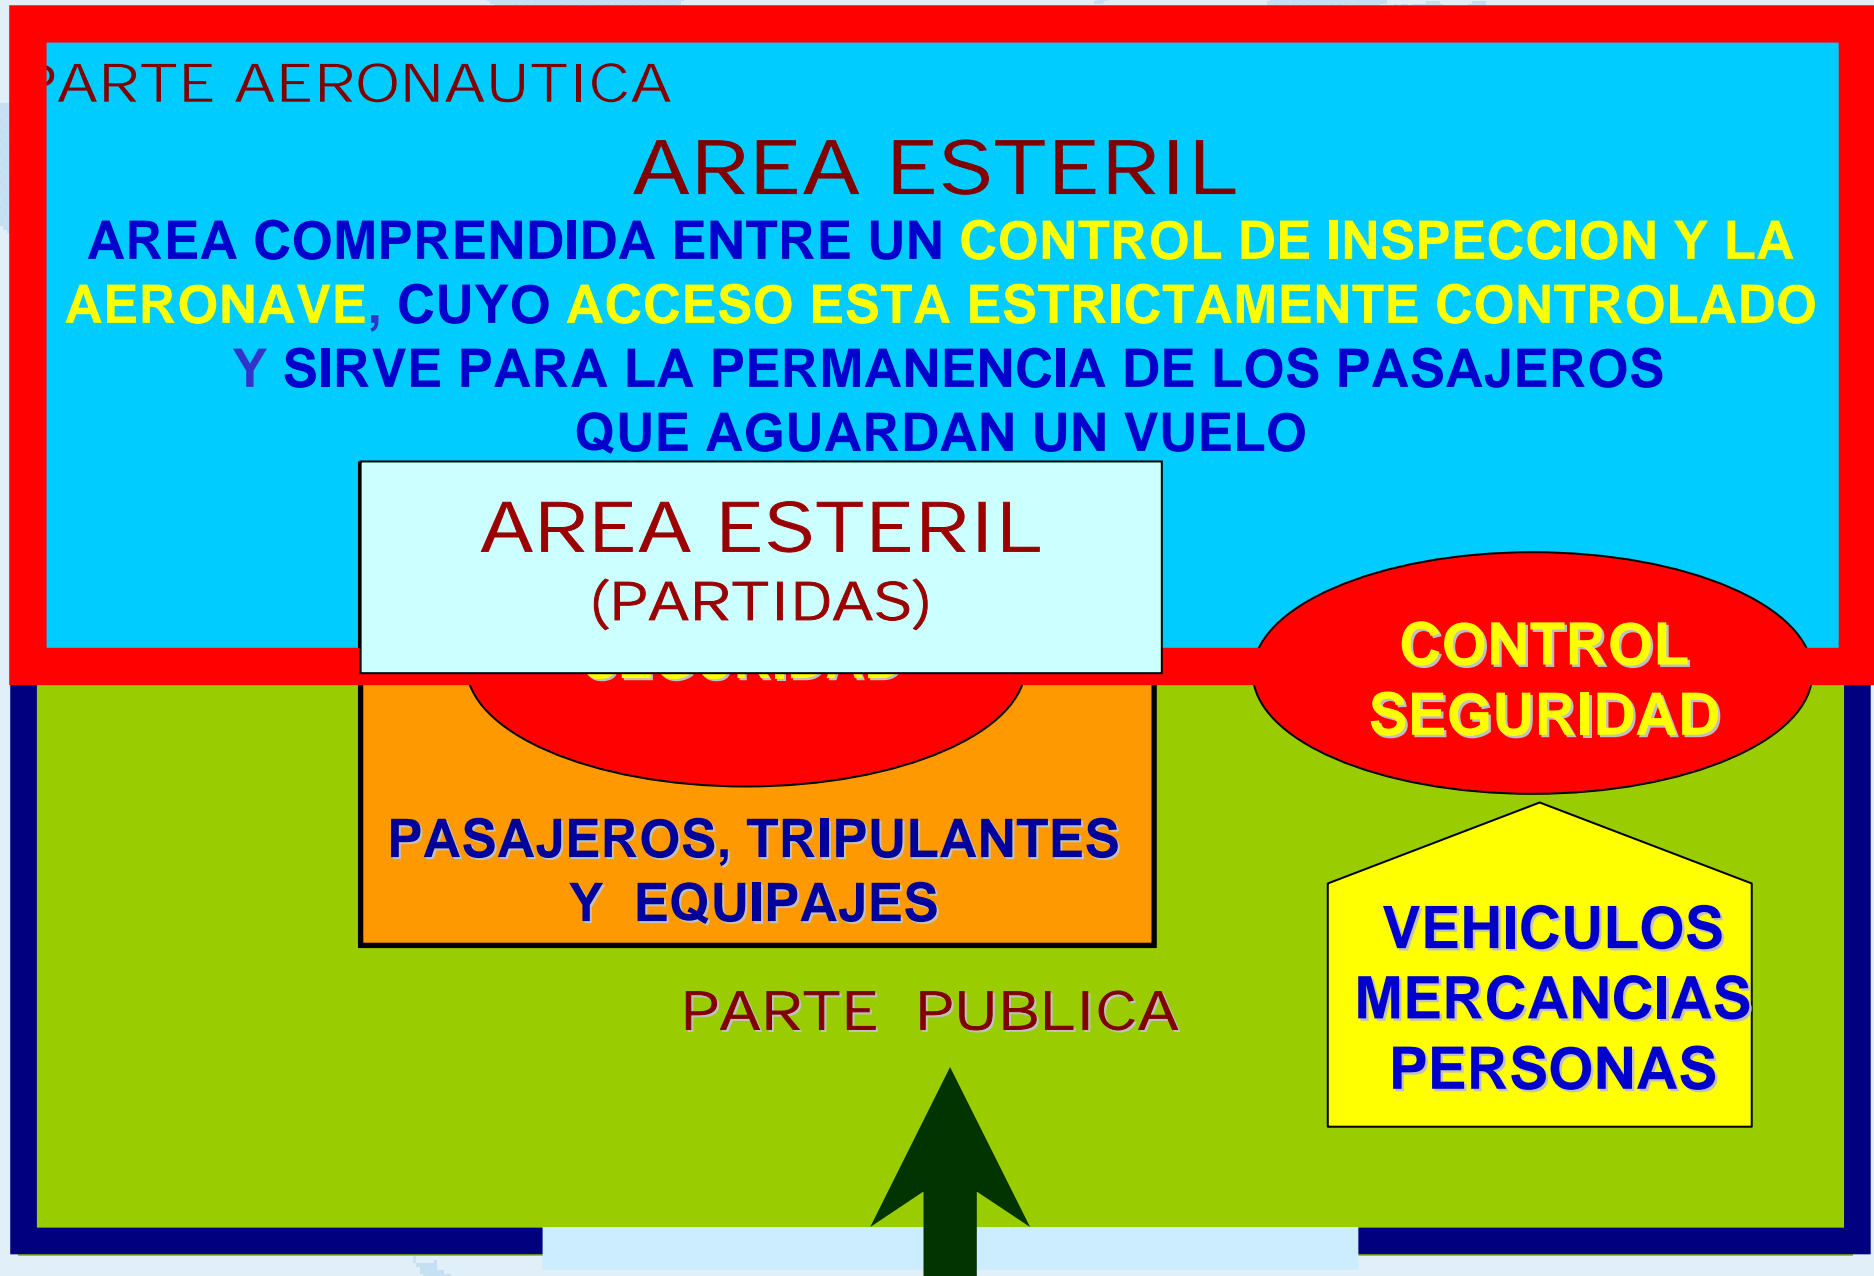 PARTE AERONAUTICA
AREA ESTERIL
AREA COMPRENDIDA ENTRE UN CONTROL DE INSPECCION Y LA
AERONAVE, CUYO ACCESO ESTA ESTRICTAMENTE CONTROLADO
Y SIRVE PARA LA PERMANENCIA DE LOS PASAJEROS
QUE AGUARDAN UN VUELO
AREA ESTERIL
(PARTIDAS)
SEGURIDAD
CONTROL
SEGURIDAD
PASAJEROS, TRIPULANTES
Y EQUIPAJES
VEHICULOS
MERCANCIAS
PERSONAS
PARTE PUBLICA